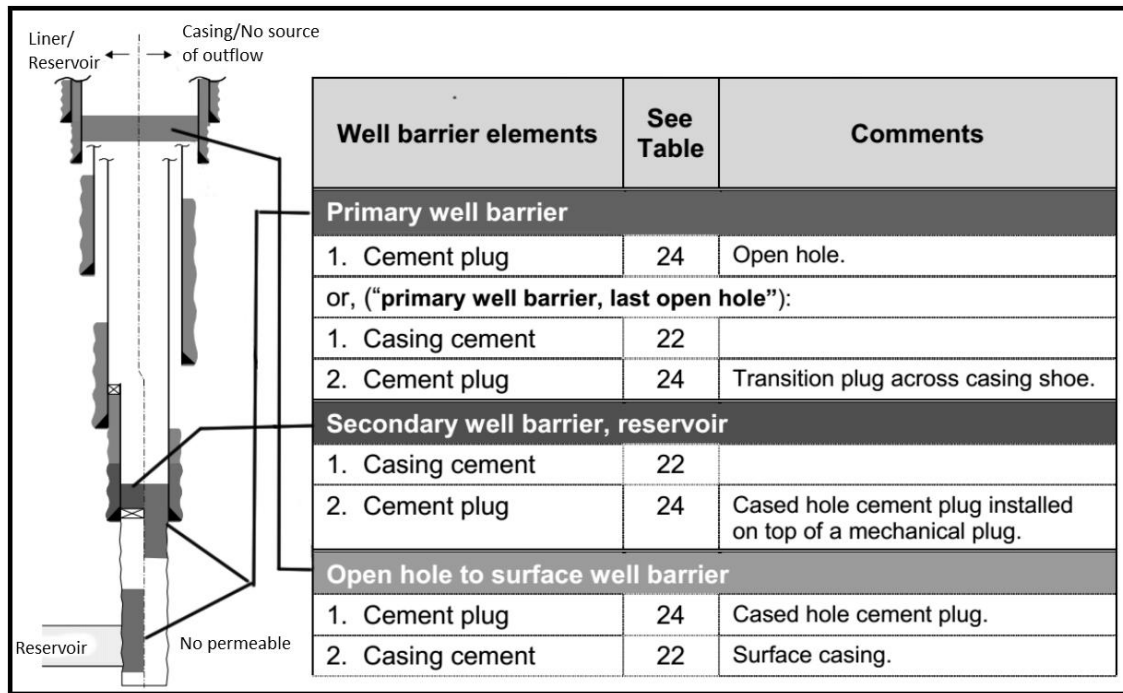 Liner/
Reservoir
Casing/No source
of outflow
Well barrier elements
See
Table
Comments
Primary well barrier
1. Cement plug 24 Open hole.
or, (“primary well barrier, last open hole”):
1. Casing cement 22
2. Cement plug 24 Transition plug across casing shoe.
Secondary well barrier, reservoir
1. Casing cement 22
2. Cement plug 24 Cased hole cement plug installed
on top of a mechanical plug.
Open hole to surface well barrier
1. Cement plug 24 Cased hole cement plug.
2. Casing cement 22 Surface casing.
Reservoir
No permeable